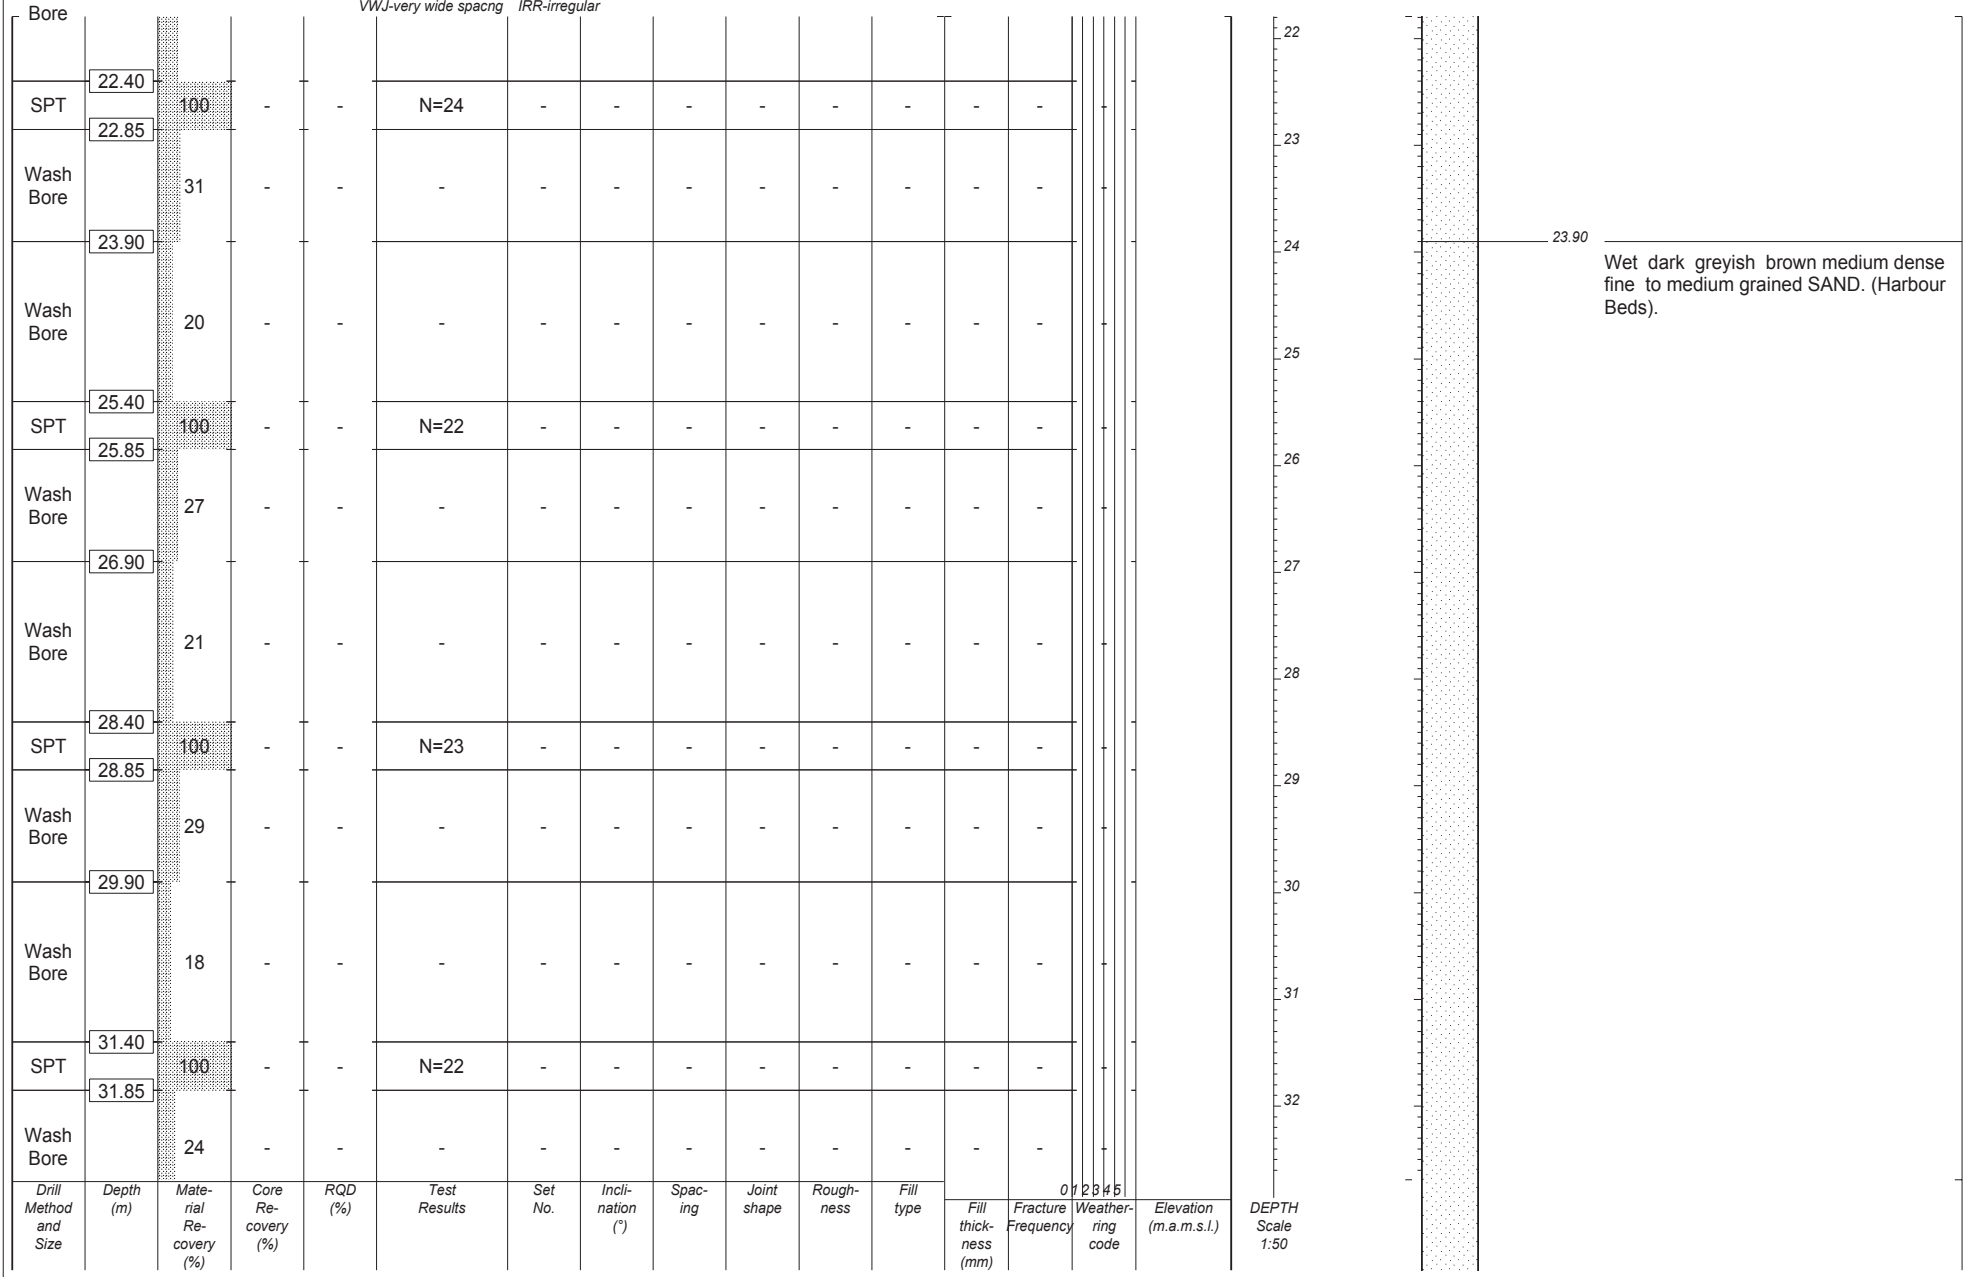 VWJ-very wide spacng IRR-irregular
Bore
22
22.40
SPT 100 - - N=24 - - - - - - - - -
22.85
23
Wash
Bore 31 - - - - - - - - - - - -
23.90 23.90
24
Wet dark greyish brown medium dense
fine to medium grained SAND. (Harbour
Beds).
Wash
Bore 20 - - - - - - - - - - - -
25
25.40
SPT 100 - - N=22 - - - - - - - - -
25.85
26
Wash
Bore 27 - - - - - - - - - - - -
26.90
27
Wash
Bore 21 - - - - - - - - - - - -
28
28.40
SPT 100 - - N=23 - - - - - - - - -
28.85
29
Wash
Bore 29 - - - - - - - - - - - -
29.90
30
Wash
Bore 18 - - - - - - - - - - - -
31
31.40
SPT 100 - - N=22 - - - - - - - - -
31.85
32
Wash
Bore 24 - - - - - - - - - - - -
0 1 2 3 4 5
Drill
Method
and
Size
Depth
(m)
Mate-
rial
Re-
covery
(%)
Core
Re-
covery
(%)
RQD
(%)
Test
Results
Set
No.
Incli-
nation
(°)
Spac-
ing
Joint
shape
Rough-
ness
Fill
type
Fill
thick-
ness
(mm)
Fracture
Frequency
Weather-
ring
code
Elevation
(m.a.m.s.l.)
DEPTH
Scale
1:50